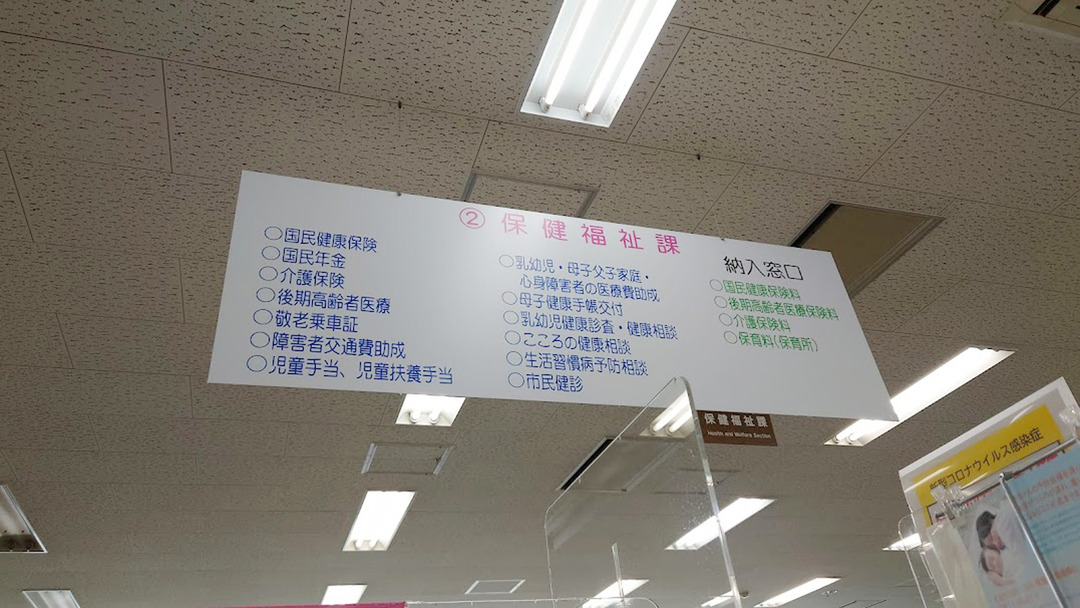 ② 保健福祉課
○国民健康保険
○国民年金
○介護保険
○後期高齢者医療
○敬老乗車証
○障害者交通費助成
○児童手当、児童扶養手当
○乳幼児・母子父子家庭・
心身障害者の医療費助成
○母子健康手帳交付
○乳幼児健康診査・健康相談
○こころの健康相談
○生活習慣病予防相談
○市民健診
納入窓口
○国民健康保険料
○後期高齢者医療保険料
○介護保険料
○保育料(保育所)
保健福祉課
Health and Welfare Section
新型コロナウイルス感染症